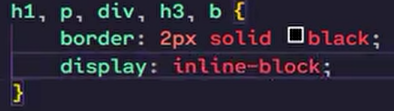 h1, p, div, h3, b {
    border: 2px solid black;
    display: inline-block;
}